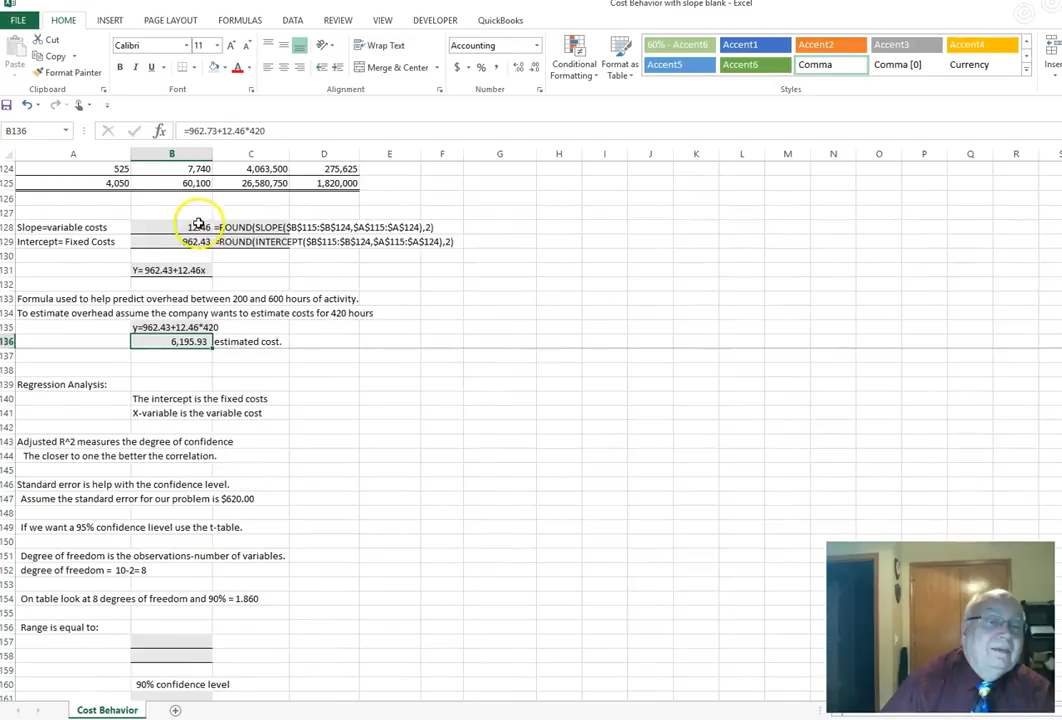 Cost Behavior with slope blank - Excel
FILE HOME INSERT PAGE LAYOUT FORMULAS DATA REVIEW VIEW DEVELOPER QuickBooks
Cut
Copy
Format Painter
Paste
Clipboard
Calibri 11
B I U
Font
Wrap Text
Merge & Center
Alignment
Accounting
$ % ,
Number
Conditional Formatting
Format as Table
60% - Accent6 Accent1 Accent2 Accent3 Accent4
Accent5 Accent6 Comma Comma [0] Currency
Styles
Inser
B136 fx =962.73+12.46*420
A B C D E F G H I J K L M N O P Q R
124 525 7,740 4,063,500 275,625
125 4,050 60,100 26,580,750 1,820,000
126
127
128 Slope=variable costs 12.46 =ROUND(SLOPE($B$115:$B$124,$A$115:$A$124),2)
129 Intercept= Fixed Costs 962.43 =ROUND(INTERCEPT($B$115:$B$124,$A$115:$A$124),2)
130
131 Y= 962.43+12.46x
132
133 Formula used to help predict overhead between 200 and 600 hours of activity.
134 To estimate overhead assume the company wants to estimate costs for 420 hours
135 y=962.43+12.46*420
136 6,195.93 estimated cost.
137
138
139 Regression Analysis:
140 The intercept is the fixed costs
141 X-variable is the variable cost
142
143 Adjusted R^2 measures the degree of confidence
144 The closer to one the better the correlation.
145
146 Standard error is help with the confidence level.
147 Assume the standard error for our problem is $620.00
148
149 If we want a 95% confidence lievel use the t-table.
150
151 Degree of freedom is the observations-number of variables.
152 degree of freedom = 10-2= 8
153
154 On table look at 8 degrees of freedom and 90% = 1.860
155
156 Range is equal to:
157
158
159
160 90% confidence level
161
Cost Behavior